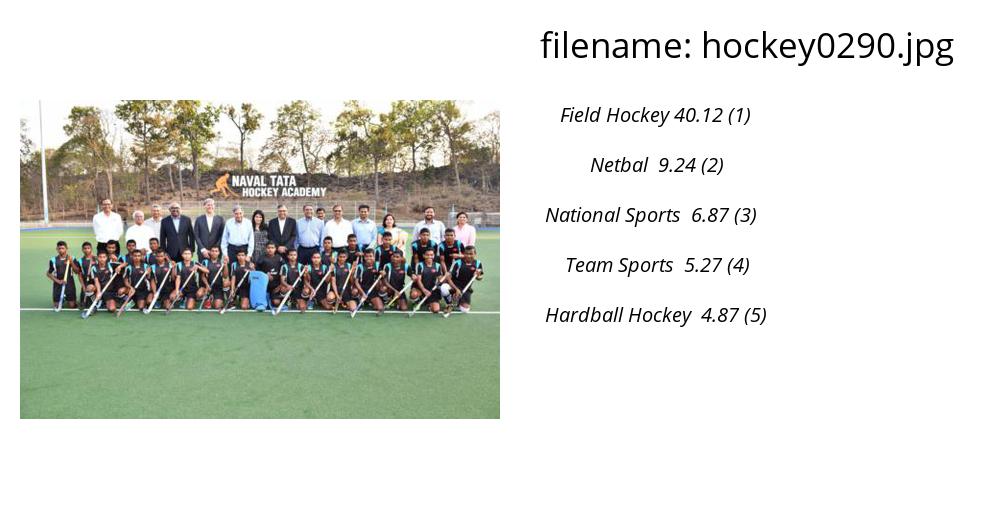 filename: hockey0290.jpg
Field Hockey 40.12 (1)
Netbal 9.24 (2)
National Sports 6.87 (3)
Team Sports 5.27 (4)
Hardball Hockey 4.87 (5)
NAVAL TATA
HOCKEY ACADEMY